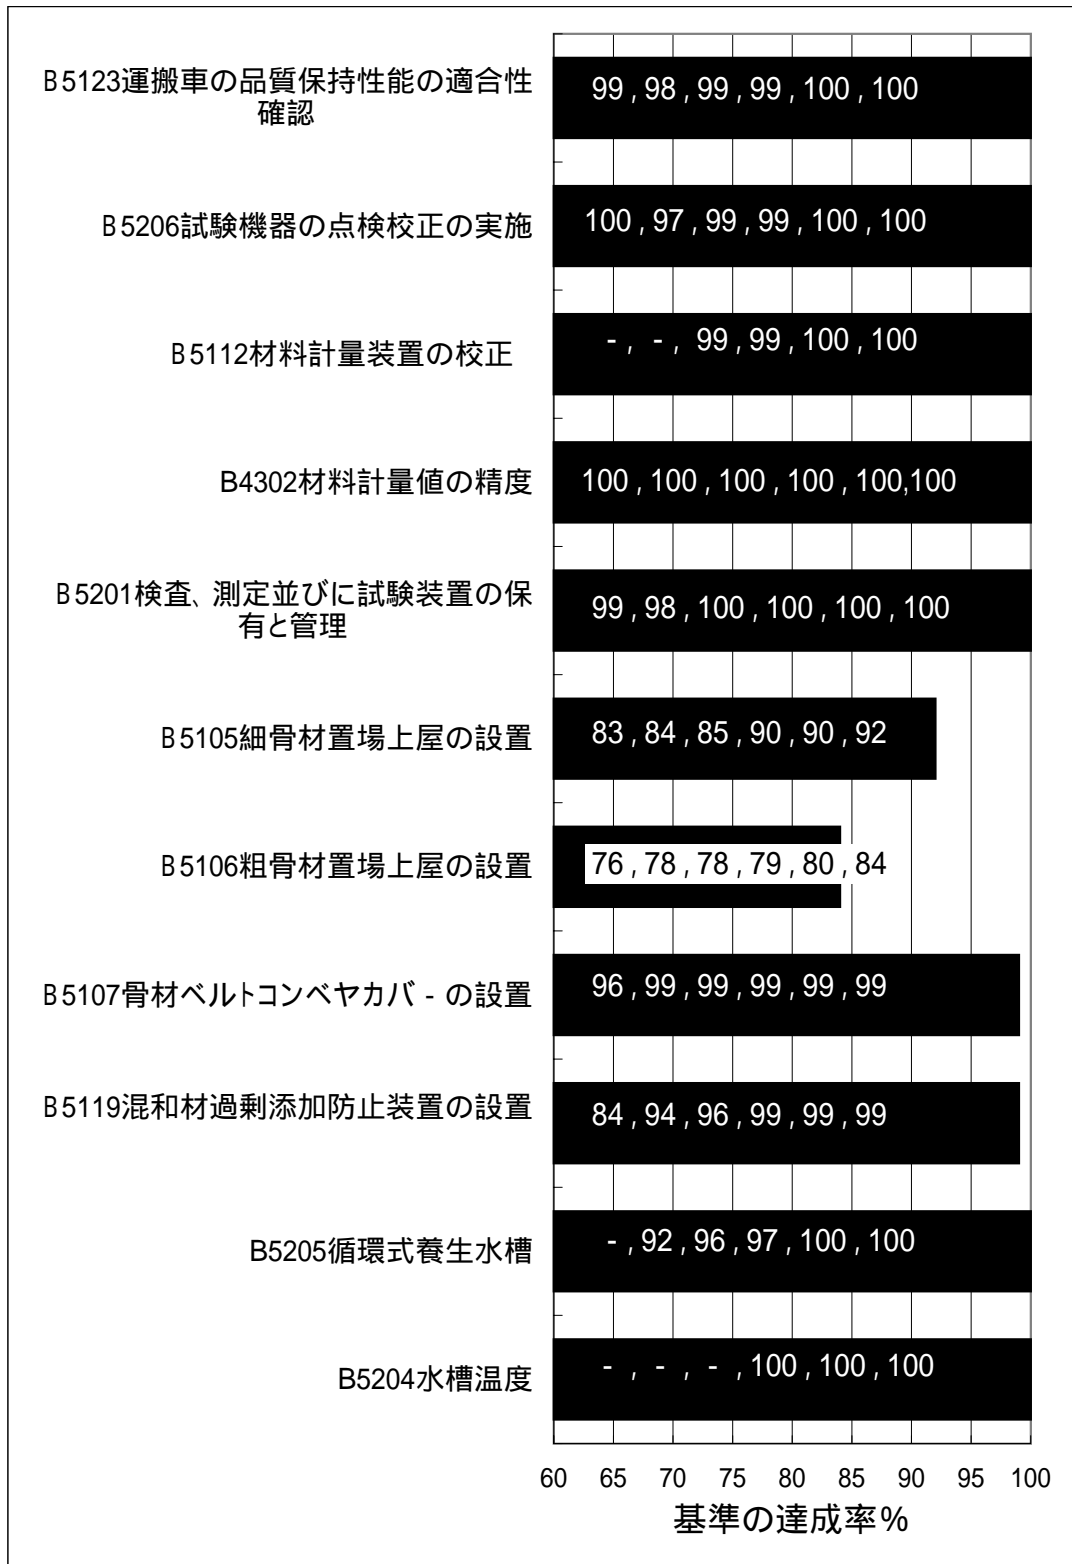 B5123運搬車の品質保持性能の適合性
確認
99 , 98 , 99 , 99 , 100 , 100
B5206試験機器の点検校正の実施
100 , 97 , 99 , 99 , 100 , 100
B5112材料計量装置の校正
- , - , 99 , 99 , 100 , 100
B4302材料計量値の精度
100 , 100 , 100 , 100 , 100,100
B5201検査、測定並びに試験装置の保
有と管理
99 , 98 , 100 , 100 , 100 , 100
B5105細骨材置場上屋の設置
83 , 84 , 85 , 90 , 90 , 92
B5106粗骨材置場上屋の設置
76 , 78 , 78 , 79 , 80 , 84
B5107骨材ベルトコンベヤカバ - の設置
96 , 99 , 99 , 99 , 99 , 99
B5119混和材過剰添加防止装置の設置
84 , 94 , 96 , 99 , 99 , 99
B5205循環式養生水槽
- , 92 , 96 , 97 , 100 , 100
B5204水槽温度
- , - , - , 100 , 100 , 100
60 65 70 75 80 85 90 95 100
基準の達成率%